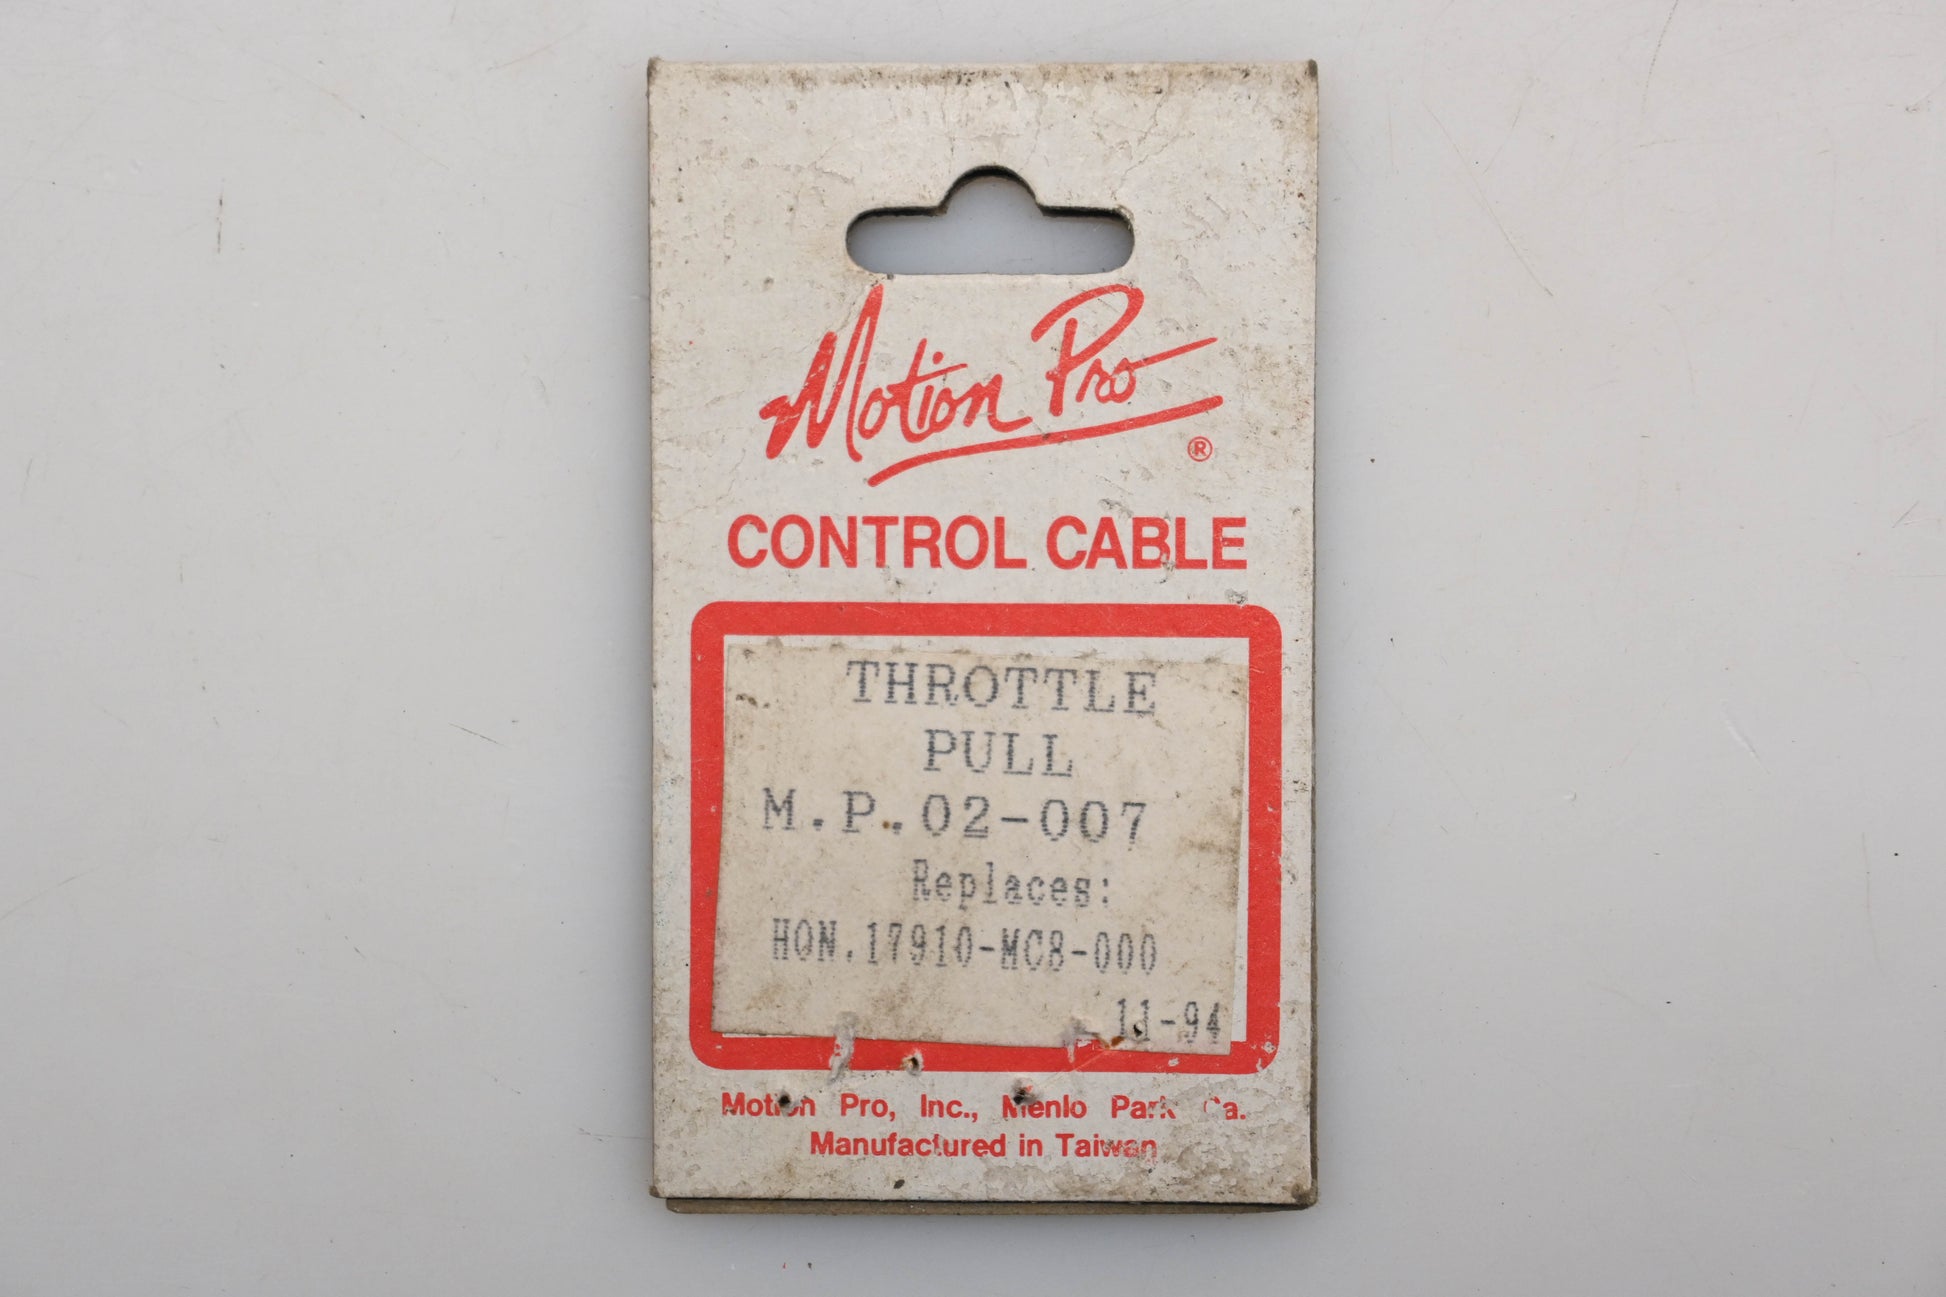 Motion Pro
®
CONTROL CABLE
THROTTLE
PULL
M.P.02-007
Replaces:
HON.17910-MC8-000
11-94
Motion Pro, Inc., Menlo Park Ca.
Manufactured in Taiwan